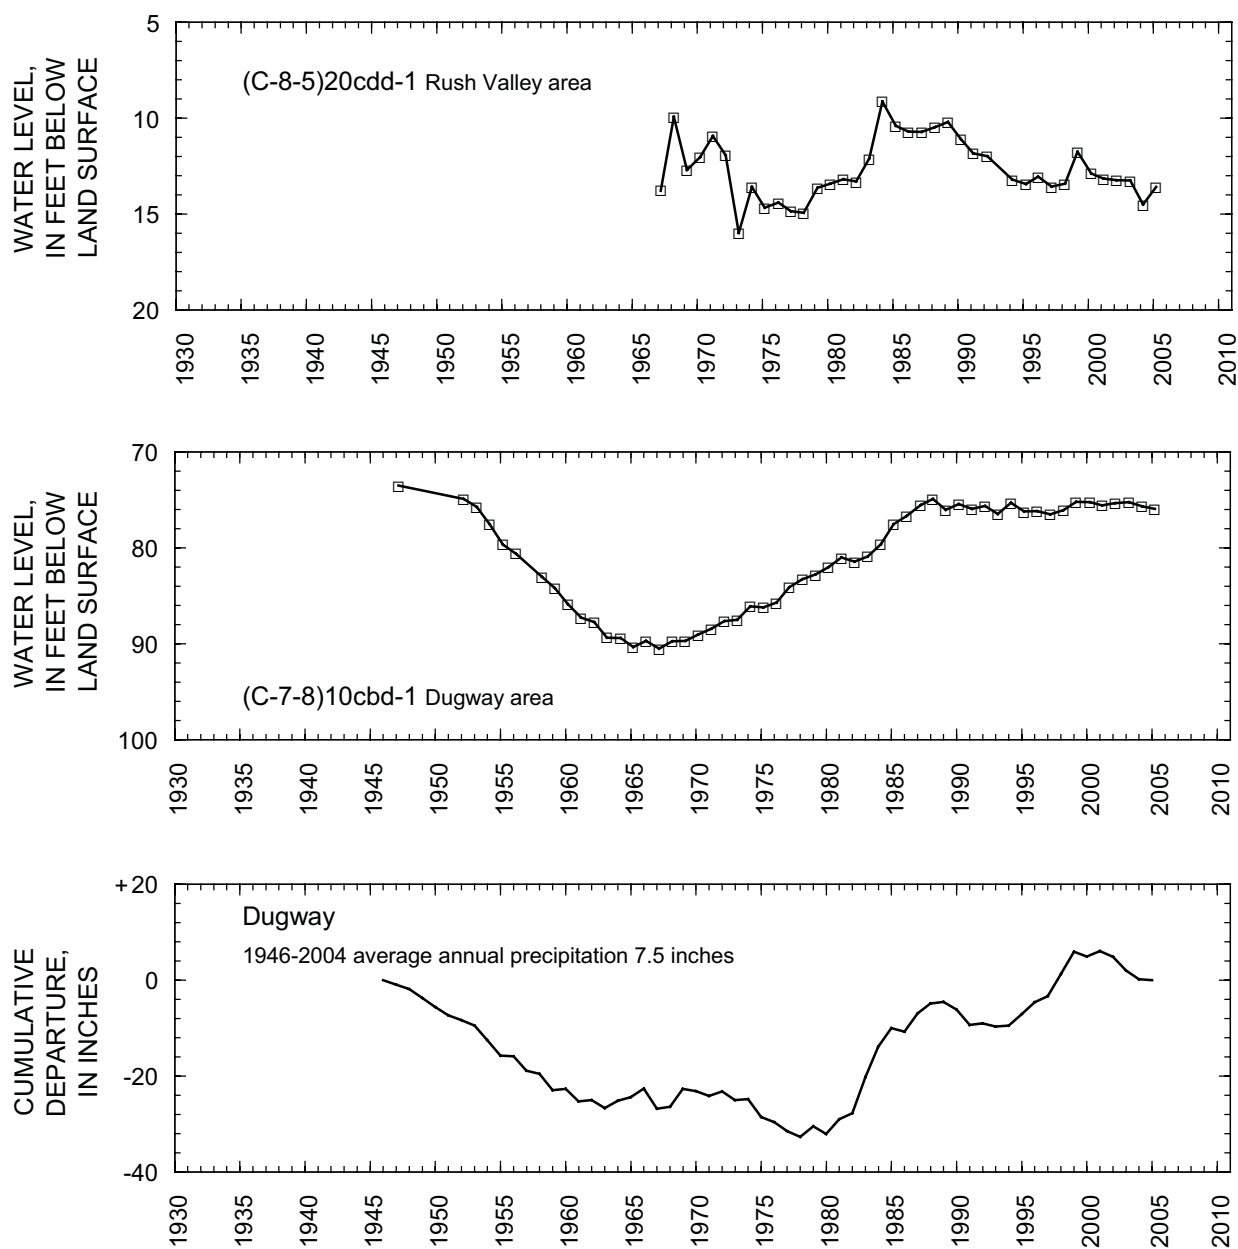 WATER LEVEL,
IN FEET BELOW
LAND SURFACE
5
10
15
20
(C-8-5)20cdd-1 Rush Valley area
1930 1935 1940 1945 1950 1955 1960 1965 1970 1975 1980 1985 1990 1995 2000 2005 2010
WATER LEVEL,
IN FEET BELOW
LAND SURFACE
70
80
90
100
(C-7-8)10cbd-1 Dugway area
1930 1935 1940 1945 1950 1955 1960 1965 1970 1975 1980 1985 1990 1995 2000 2005 2010
CUMULATIVE
DEPARTURE,
IN INCHES
+20
0
-20
-40
Dugway
1946-2004 average annual precipitation 7.5 inches
1930 1935 1940 1945 1950 1955 1960 1965 1970 1975 1980 1985 1990 1995 2000 2005 2010